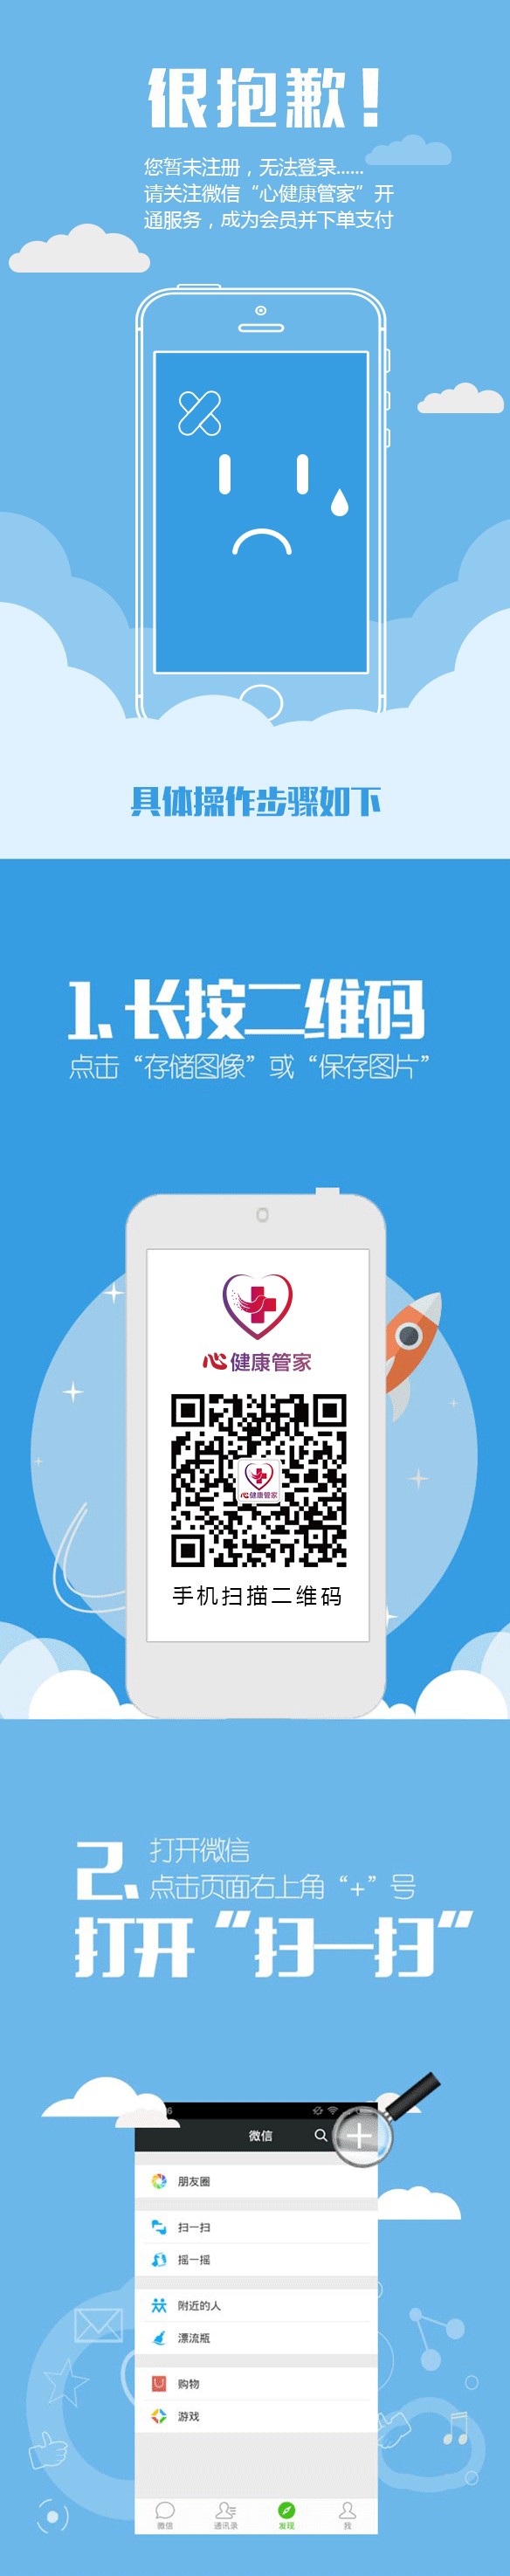 很抱歉！
您暂未注册，无法登录......
请关注微信“心健康管家”开
通服务，成为会员并下单支付
具体操作步骤如下
1、长按二维码
点击“存储图像”或“保存图片”
心健康管家
心健康管家
手机扫描二维码
2、打开微信
点击页面右上角“+”号
打开“扫一扫”
微信
朋友圈
扫一扫
摇一摇
附近的人
漂流瓶
购物
游戏
微信 通讯录 发现 我